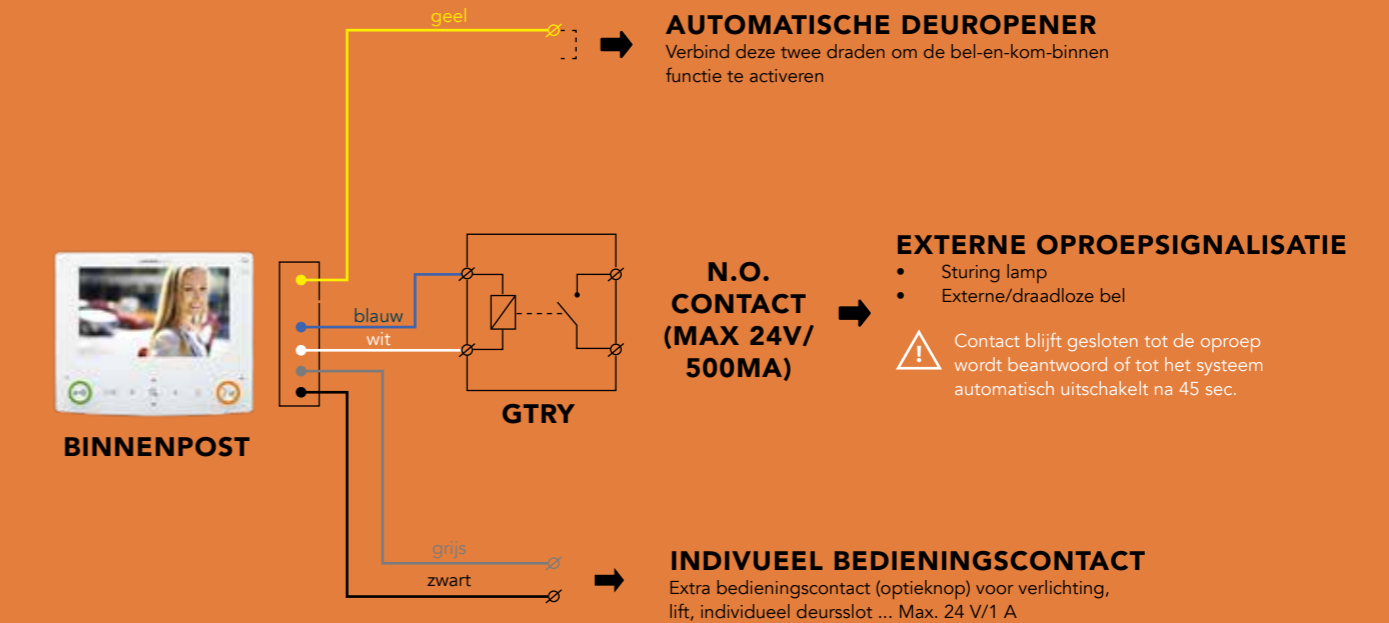 geel
AUTOMATISCHE DEUROPENER
Verbind deze twee draden om de bel-en-kom-binnen
functie te activeren
blauw
wit
BINNENPOST
GTRY
N.O.
CONTACT
(MAX 24V/
500MA)
EXTERNE OPROEPSIGNALISATIE
• Sturing lamp
• Externe/draadloze bel
! Contact blijft gesloten tot de oproep
wordt beantwoord of tot het systeem
automatisch uitschakelt na 45 sec.
grijs
zwart
INDIVUEEL BEDIENINGSCONTACT
Extra bedieningscontact (optieknop) voor verlichting,
lift, individueel deursslot ... Max. 24 V/1 A